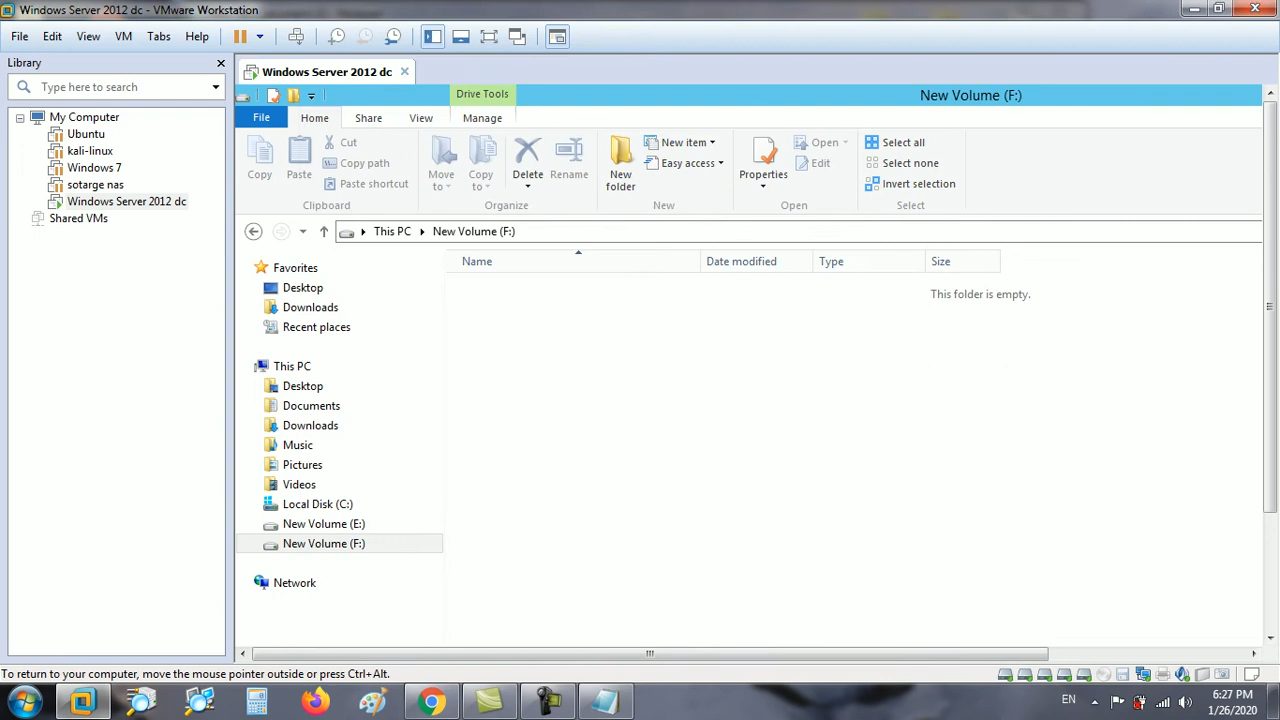 Windows Server 2012 dc - VMware Workstation
File Edit View VM Tabs Help
Library
Type here to search
My Computer
Ubuntu
kali-linux
Windows 7
sotarge nas
Windows Server 2012 dc
Shared VMs
Windows Server 2012 dc
Drive Tools
New Volume (F:)
File Home Share View Manage
Copy
Paste
Cut
Copy path
Paste shortcut
Clipboard
Move to
Copy to
Delete
Rename
Organize
New folder
New item
Easy access
New
Properties
Open
Edit
Open
Select all
Select none
Invert selection
Select
This PC New Volume (F:)
Name Date modified Type Size
This folder is empty.
Favorites
Desktop
Downloads
Recent places
This PC
Desktop
Documents
Downloads
Music
Pictures
Videos
Local Disk (C:)
New Volume (E:)
New Volume (F:)
Network
To return to your computer, move the mouse pointer outside or press Ctrl+Alt.
EN
6:27 PM
1/26/2020